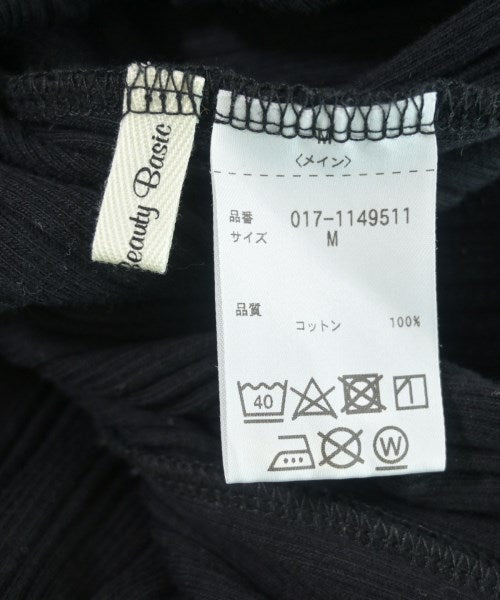 Beauty Basic
M
〈メイン〉
品番 017-1149511
サイズ M
品質
コットン 100%
40
W